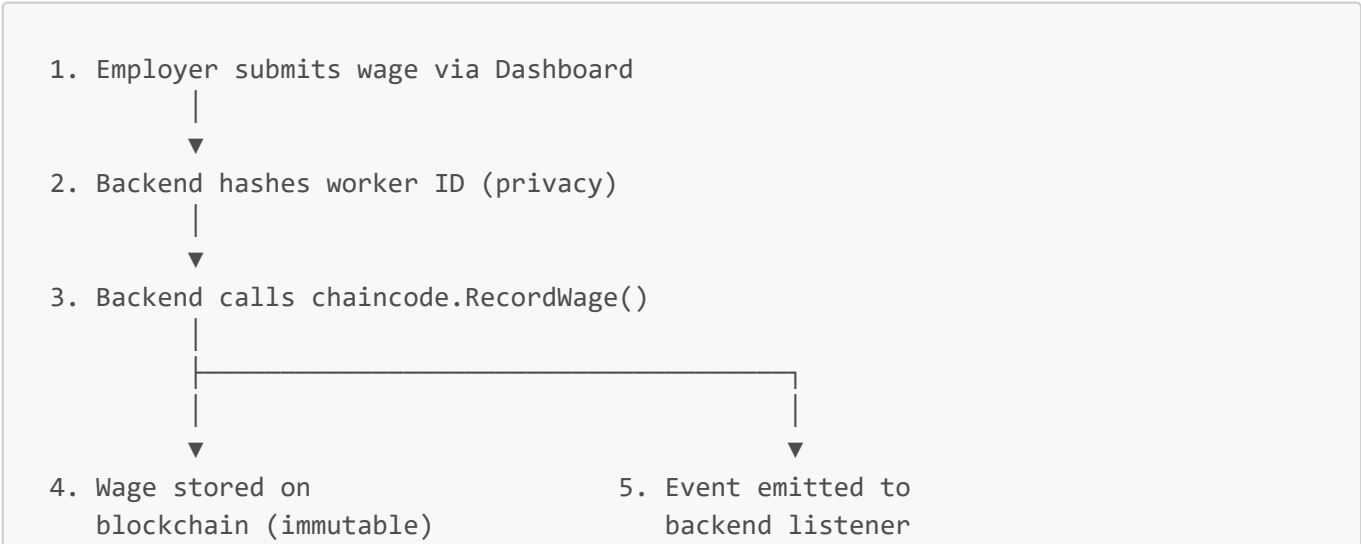 1. Employer submits wage via Dashboard
2. Backend hashes worker ID (privacy)
3. Backend calls chaincode.RecordWage()
4. Wage stored on 5. Event emitted to
blockchain (immutable) backend listener